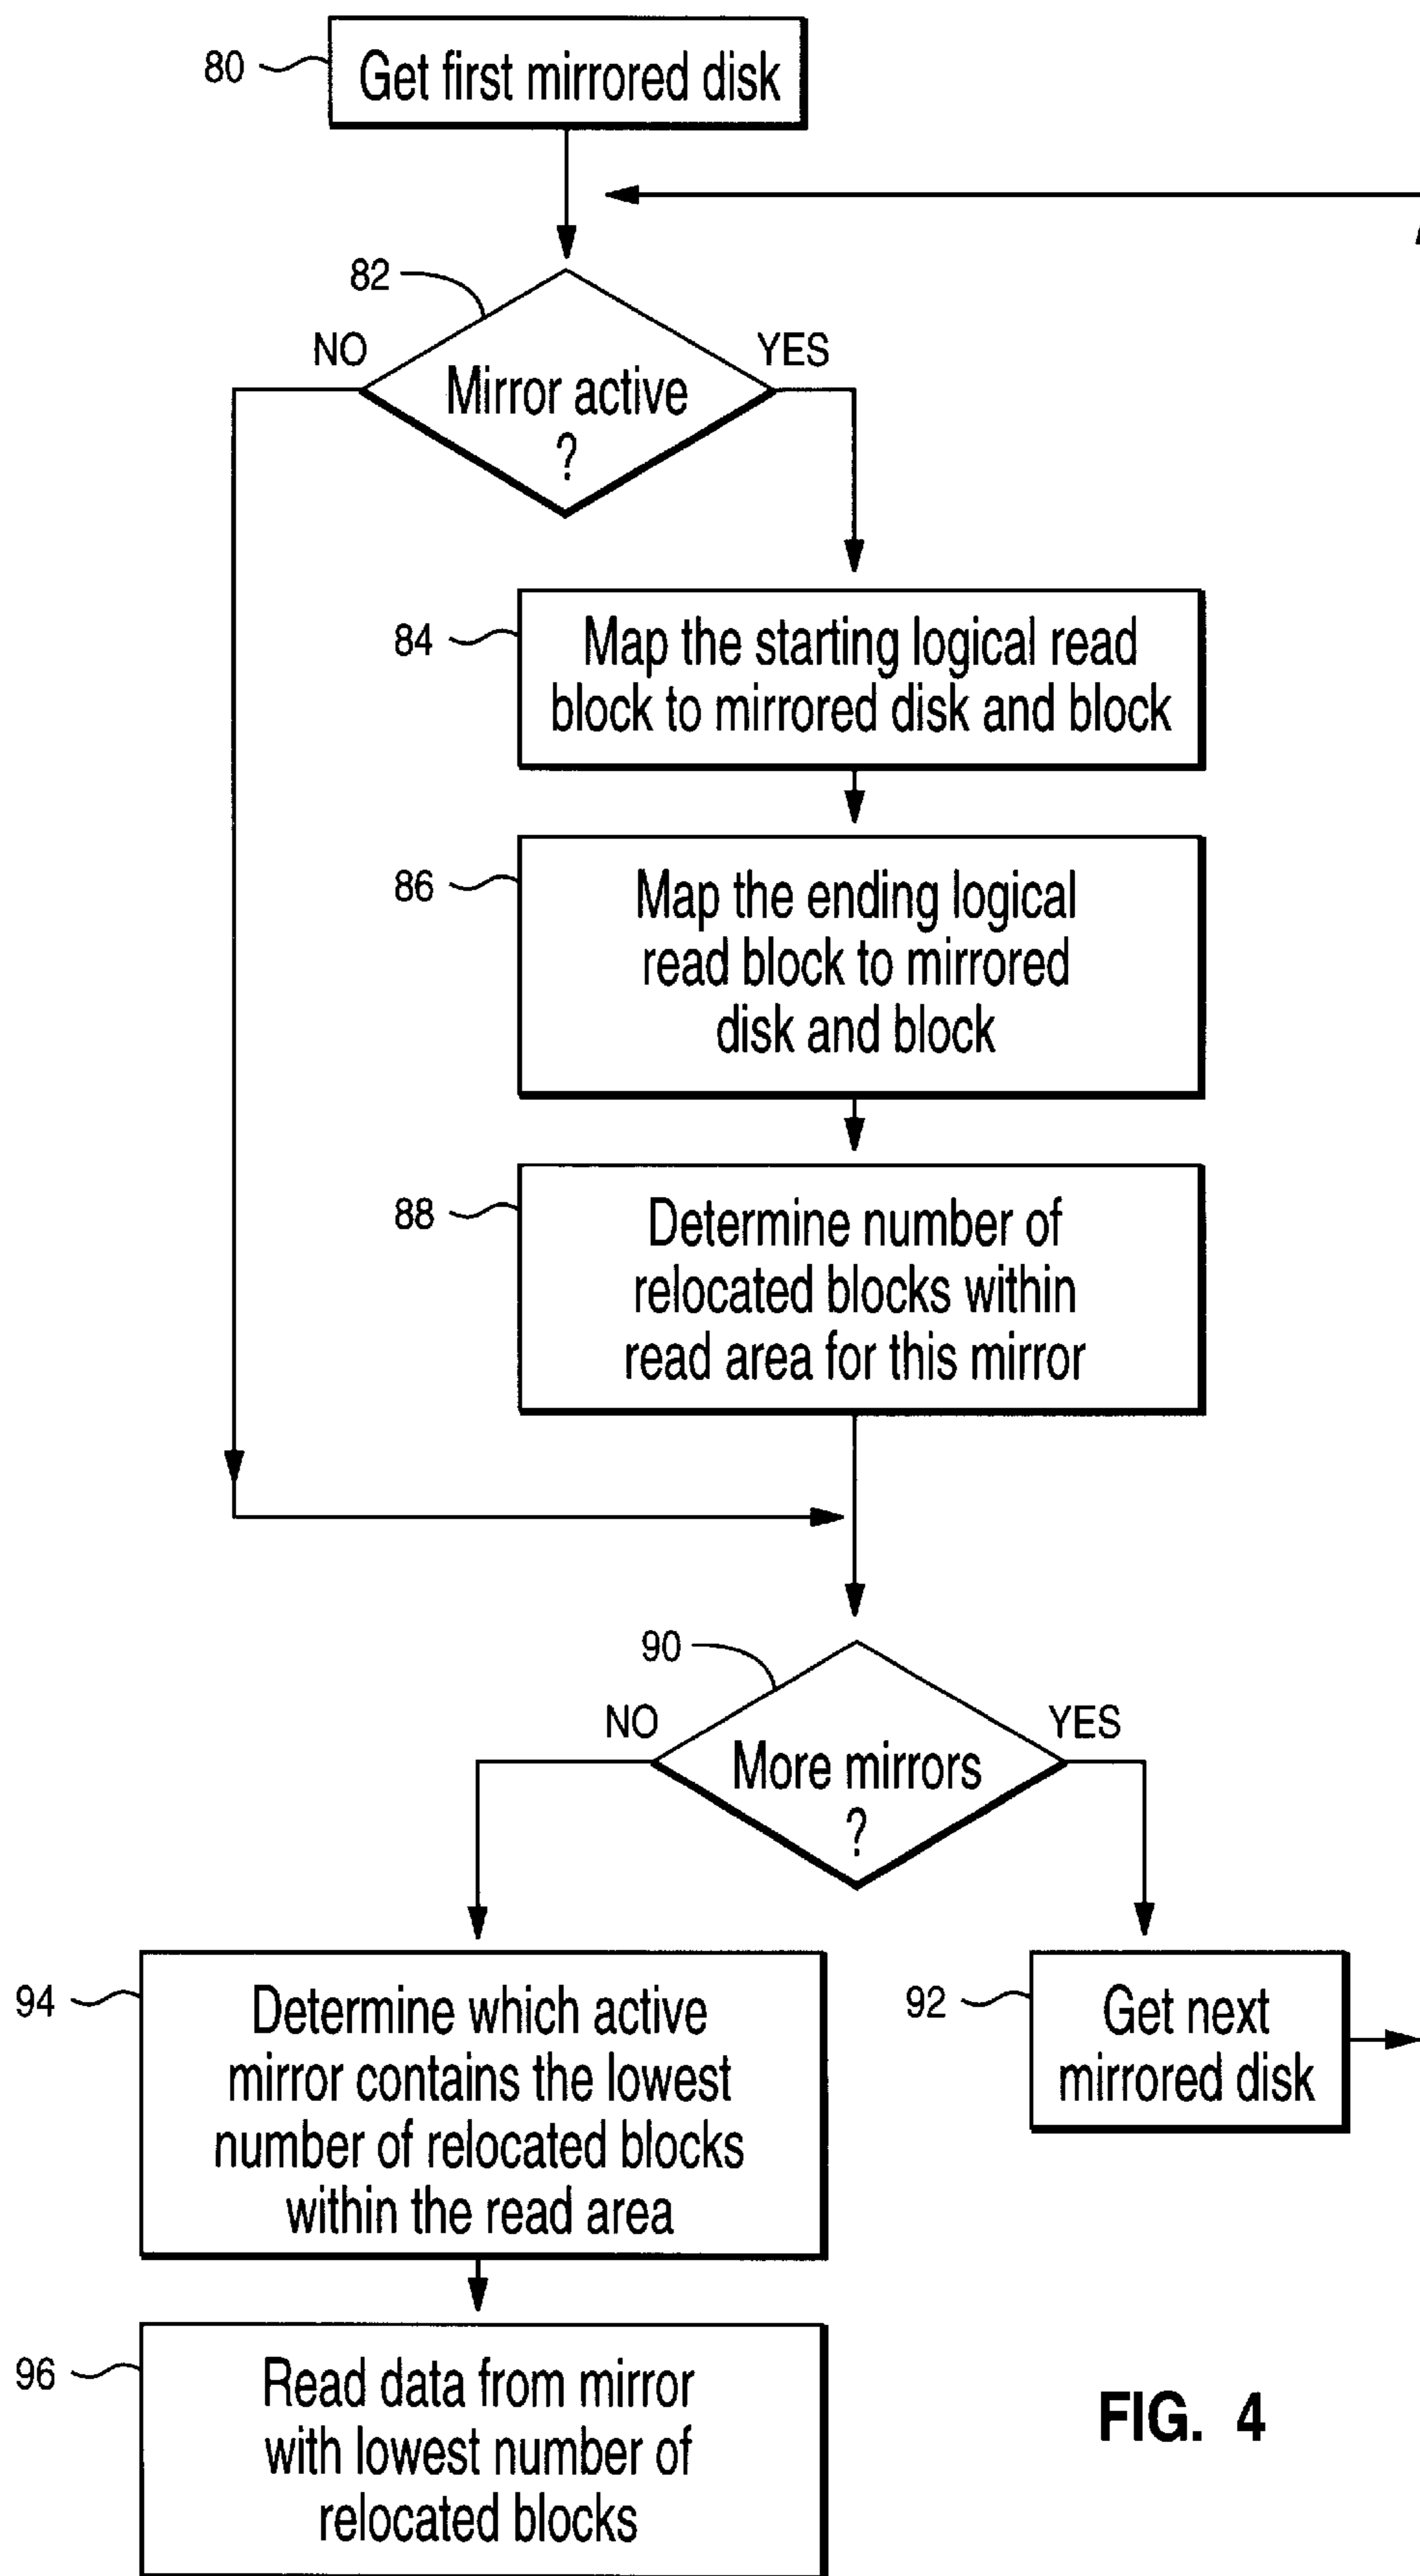 80
Get first mirrored disk
82
NO
YES
Mirror active
?
84
Map the starting logical read
block to mirrored disk and block
86
Map the ending logical
read block to mirrored
disk and block
88
Determine number of
relocated blocks within
read area for this mirror
90
NO
YES
More mirrors
?
94
Determine which active
mirror contains the lowest
number of relocated blocks
within the read area
92
Get next
mirrored disk
96
Read data from mirror
with lowest number of
relocated blocks
FIG. 4